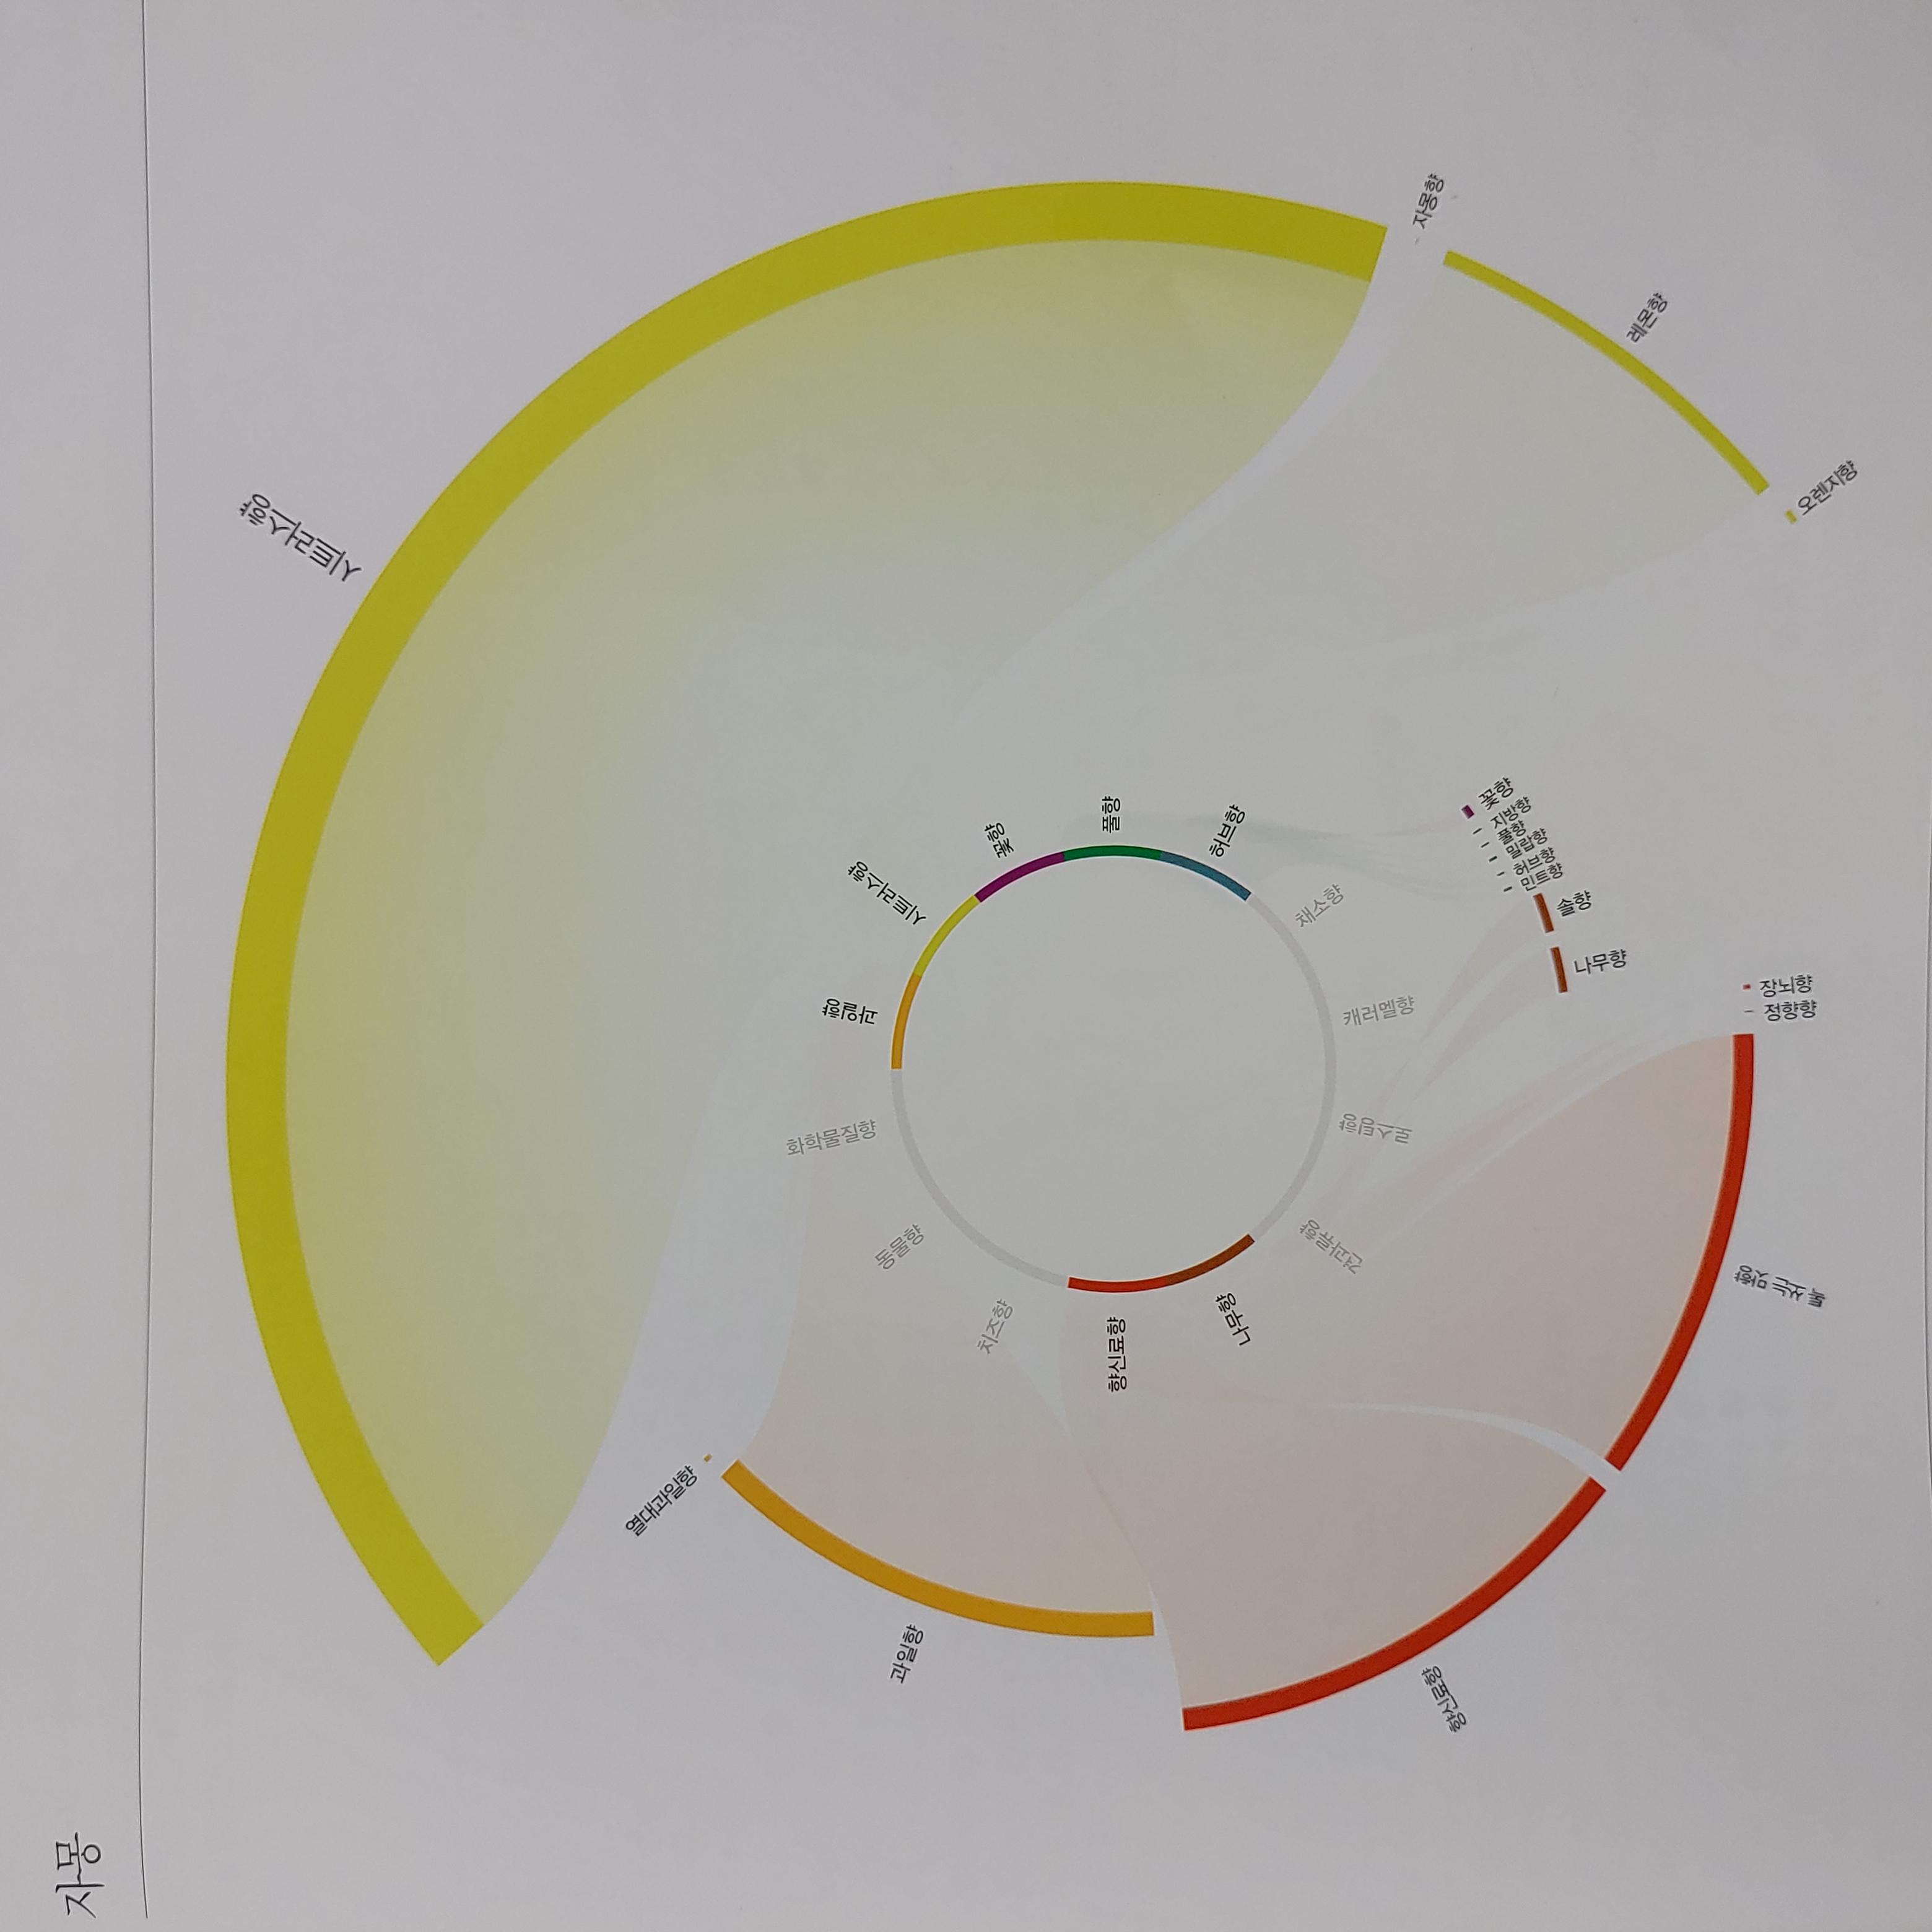 자몽
시트러스향
열대과일향
과일향
향신료향
톡 쏘는 맛향
정향향
장뇌향
나무향
솔향
민트향
허브향
밀랍향
풀향
지방향
꽃향
자몽향
레몬향
오렌지향
화학물질향
과일향
시트러스향
꽃향
풀향
허브향
채소향
캐러멜향
로스팅향
견과류향
나무향
향신료향
치즈향
동물향